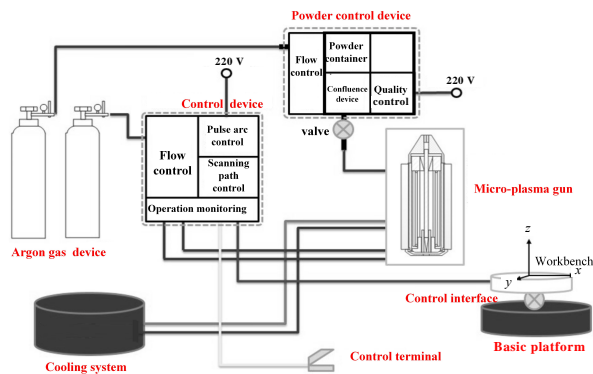 Powder control device
220 V
Flow
control
Powder
container
Confluence
device
Quality
control
220 V
Control device
valve
Flow
control
Pulse arc
control
Scanning
path
control
Operation monitoring
Micro-plasma gun
Argon gas device
z
Workbench
y
x
Control interface
Basic platform
Cooling system
Control terminal